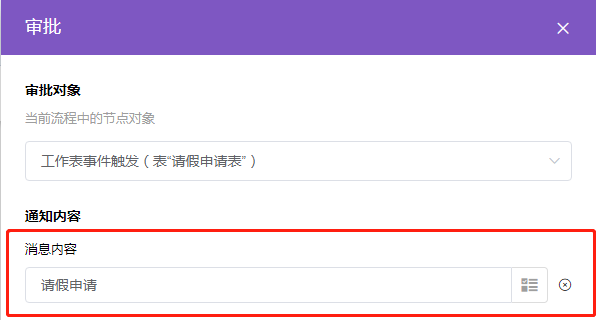 审批
审批对象
当前流程中的节点对象
工作表事件触发（表“请假申请表”）
通知内容
消息内容
请假申请